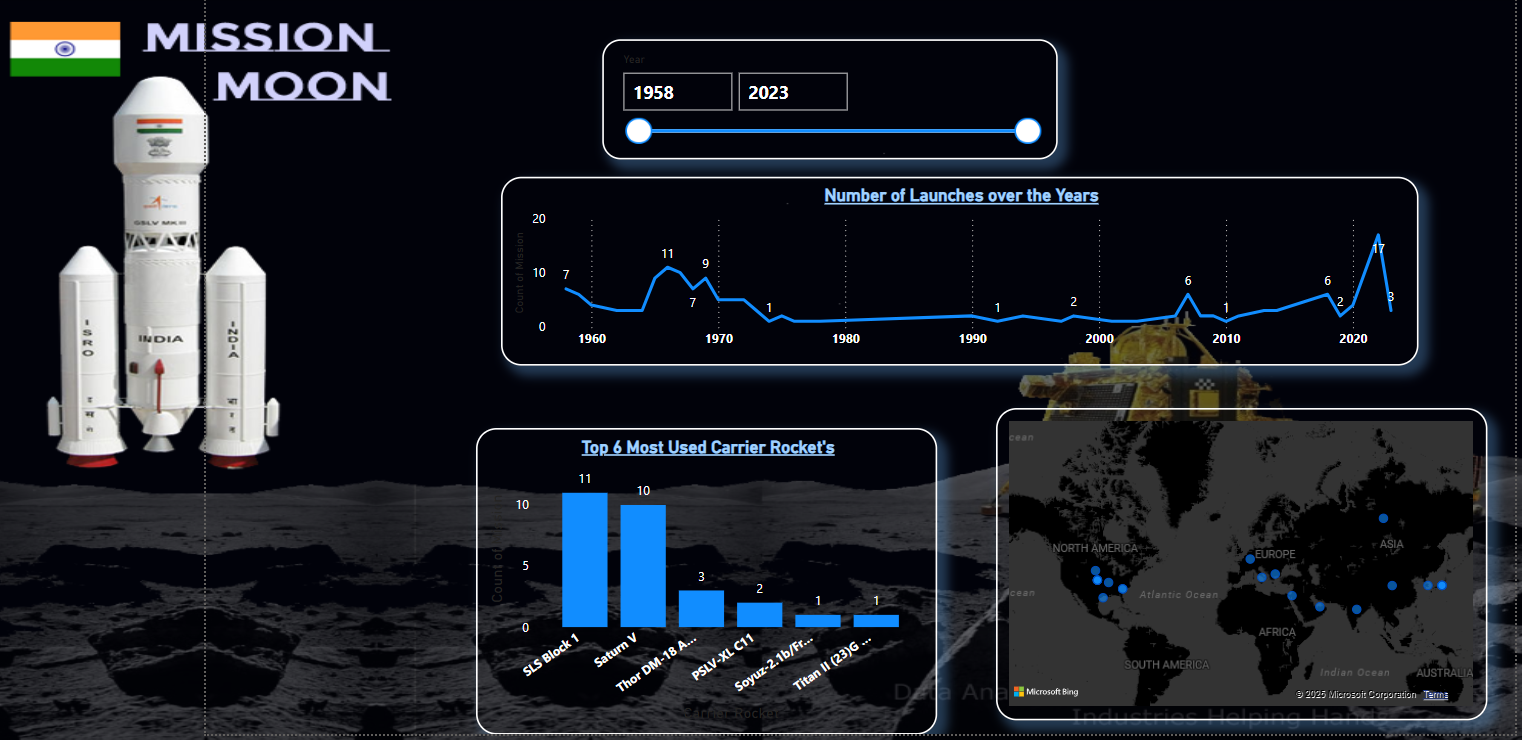 MISSION
MOON
Year
1958 2023
GSLV MKIII
ISRO
INDIA
INDIA
भारत
Number of Launches over the Years
Count of Mission
20
10
0
7
11
7
9
1
1
2
6
1
6
2
17
3
1960 1970 1980 1990 2000 2010 2020
Top 6 Most Used Carrier Rocket's
Count of
10
5
0
11
10
3
2
1
1
SLS Block 1
Saturn V
Thor DM-18 A...
PSLV-XL C11
Soyuz-2.1b/Fr...
Titan II (23)G ...
cean
NORTH AMERICA
EUROPE
ASIA
cean
Atlantic Ocean
AFRICA
SOUTH AMERICA
Indian Ocean
AUSTRALIA
Microsoft Bing
© 2025 Microsoft Corporation Terms
Data Ana
Industries Helping Hand